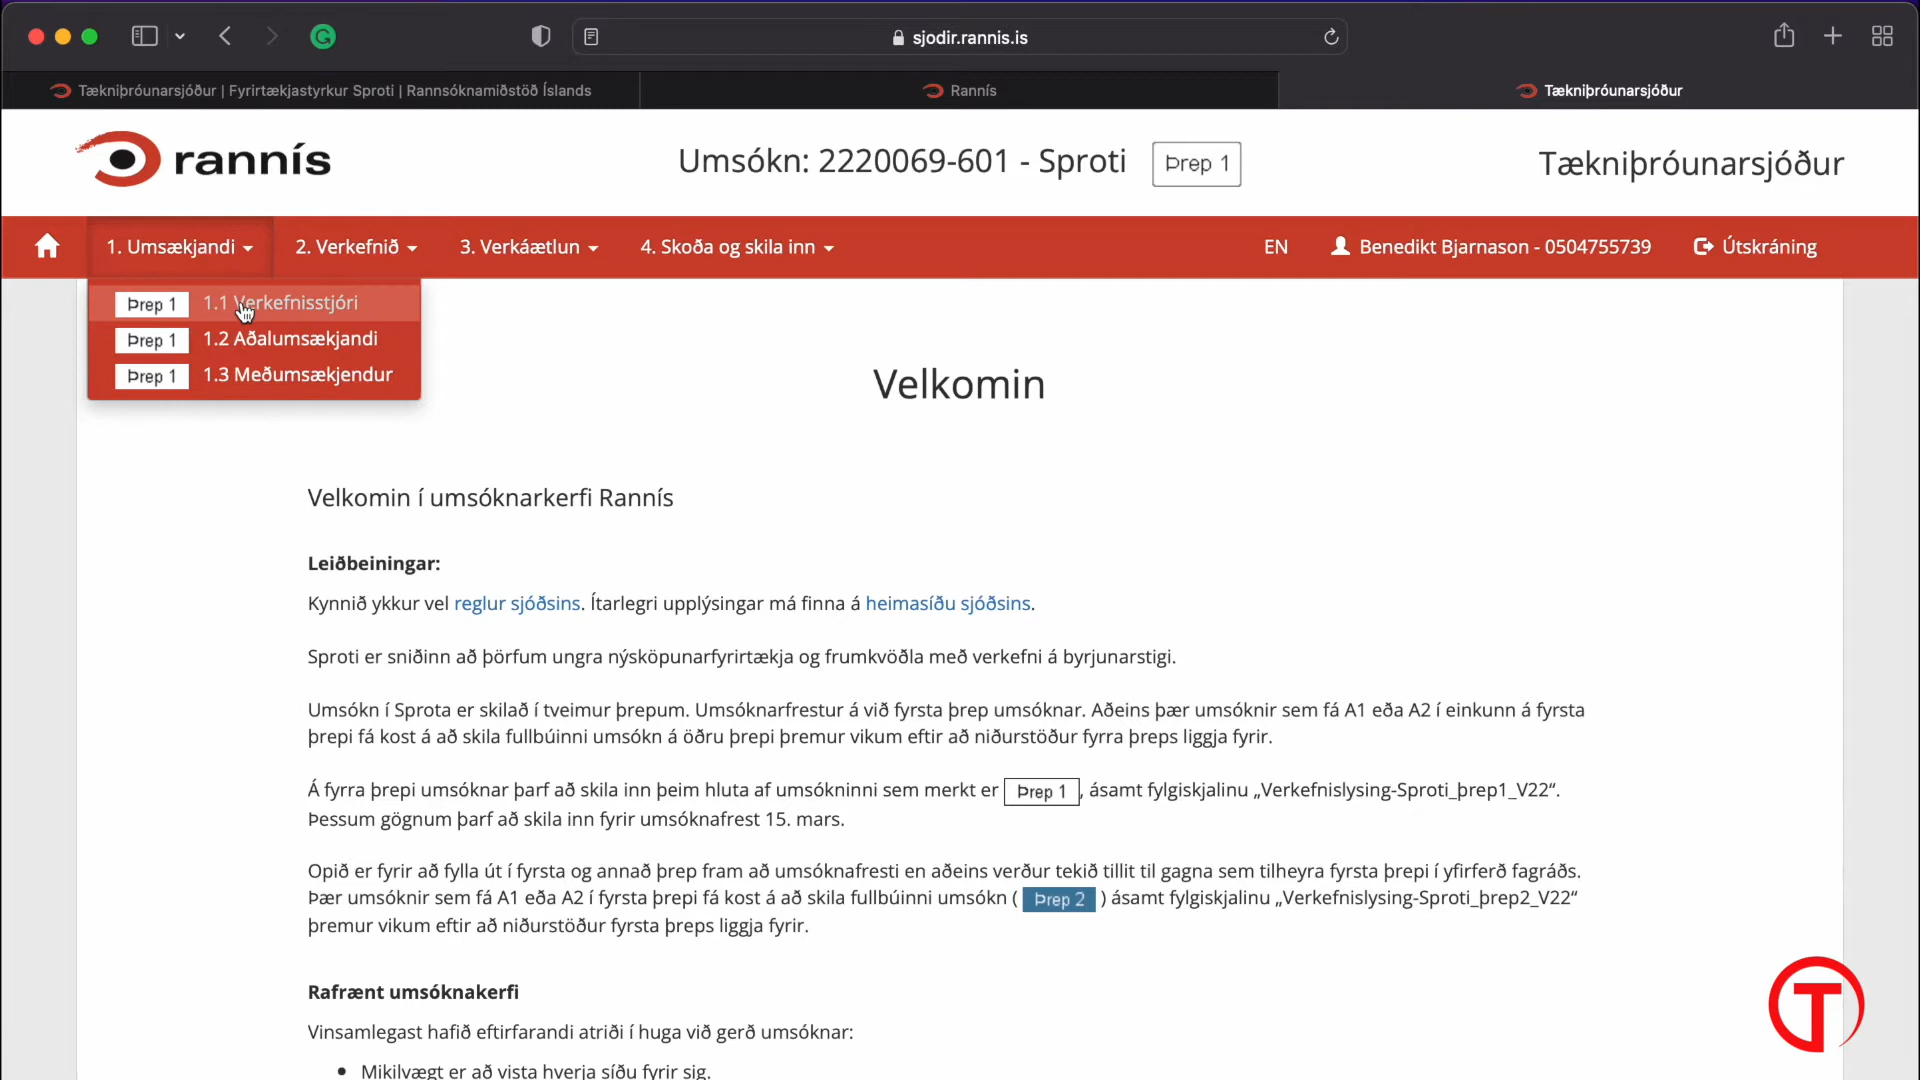 sjodir.rannis.is
Tækniþróunarsjóður | Fyrirtækjastyrkur Sproti | Rannsóknamiðstöð Íslands
Rannís
Tækniþróunarsjóður
rannís
Umsókn: 2220069-601 - Sproti Þrep 1
Tækniþróunarsjóður
1. Umsækjandi 2. Verkefnið 3. Verkáætlun 4. Skoða og skila inn EN Benedikt Bjarnason - 0504755739 Útskráning
Þrep 1 1.1 Verkefnisstjóri
Þrep 1 1.2 Aðalumsækjandi
Þrep 1 1.3 Meðumsækjendur
Velkomin
Velkomin í umsóknarkerfi Rannís
Leiðbeiningar:
Kynnið ykkur vel reglur sjóðsins. Ítarlegri upplýsingar má finna á heimasíðu sjóðsins.
Sproti er sniðinn að þörfum ungra nýsköpunarfyrirtækja og frumkvöðla með verkefni á byrjunarstigi.
Umsókn í Sprota er skilað í tveimur þrepum. Umsóknarfrestur á við fyrsta þrep umsóknar. Aðeins þær umsóknir sem fá A1 eða A2 í einkunn á fyrsta
þrepi fá kost á að skila fullbúinni umsókn á öðru þrepi þremur vikum eftir að niðurstöður fyrra þreps liggja fyrir.
Á fyrra þrepi umsóknar þarf að skila inn þeim hluta af umsókninni sem merkt er Þrep 1, ásamt fylgiskjalinu „Verkefnislysing-Sproti_þrep1_V22“.
Þessum gögnum þarf að skila inn fyrir umsóknafrest 15. mars.
Opið er fyrir að fylla út í fyrsta og annað þrep fram að umsóknafresti en aðeins verður tekið tillit til gagna sem tilheyra fyrsta þrepi í yfirferð fagráðs.
Þær umsóknir sem fá A1 eða A2 í fyrsta þrepi fá kost á að skila fullbúinni umsókn ( Þrep 2 ) ásamt fylgiskjalinu „Verkefnislysing-Sproti_þrep2_V22“
þremur vikum eftir að niðurstöður fyrsta þreps liggja fyrir.
Rafrænt umsóknakerfi
Vinsamlegast hafið eftirfarandi atriði í huga við gerð umsóknar:
• Mikilvægt er að vista hverja síðu fyrir sig.
T